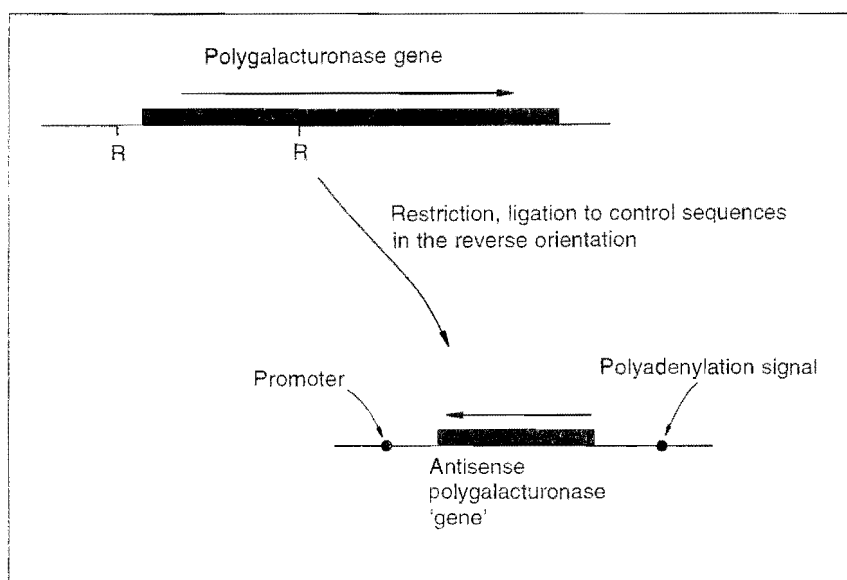 Polygalacturonase gene
R
R
Restriction, ligation to control sequences
in the reverse orientation
Promoter
Polyadenylation signal
Antisense
polygalacturonase
'gene'